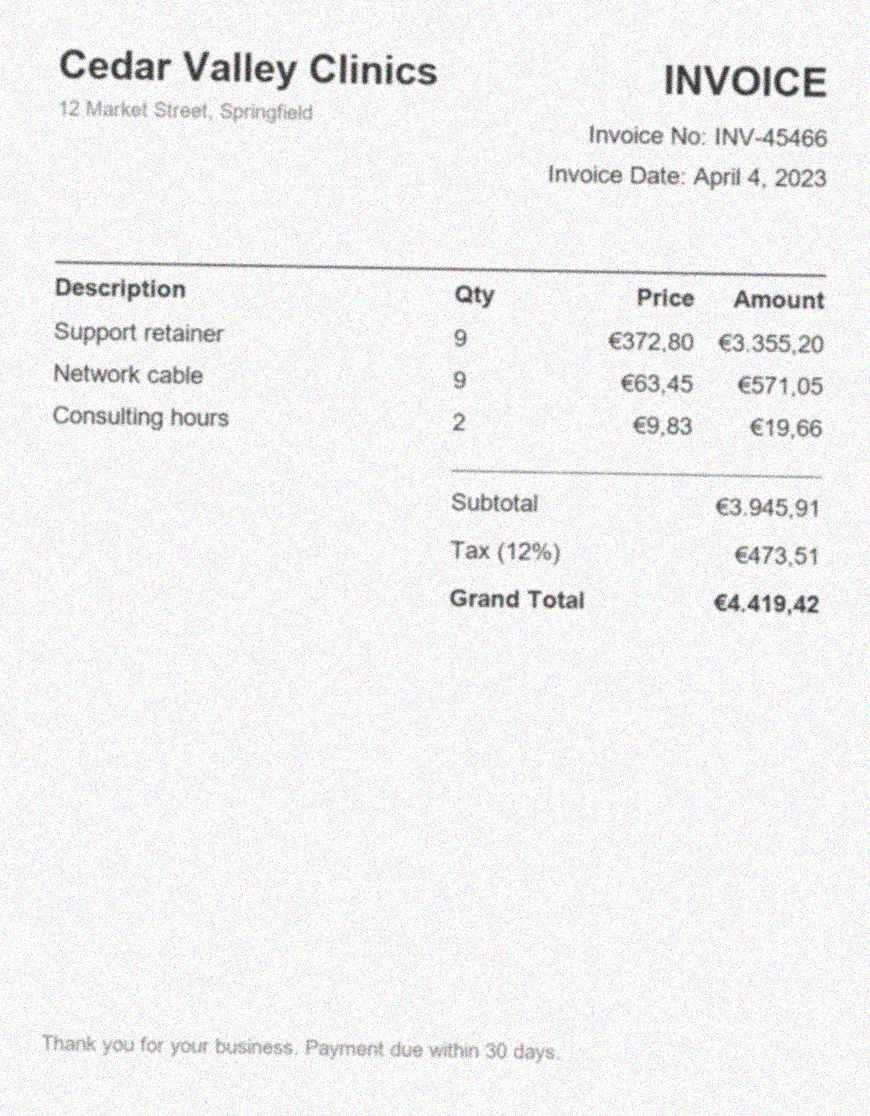 Cedar Valley Clinics
12 Market Street, Springfield
INVOICE
Invoice No: INV-45466
Invoice Date: April 4, 2023
Description Qty Price Amount
Support retainer 9 €372,80 €3.355,20
Network cable 9 €63,45 €571,05
Consulting hours 2 €9,83 €19,66
Subtotal €3.945,91
Tax (12%) €473,51
Grand Total €4.419,42
Thank you for your business. Payment due within 30 days.